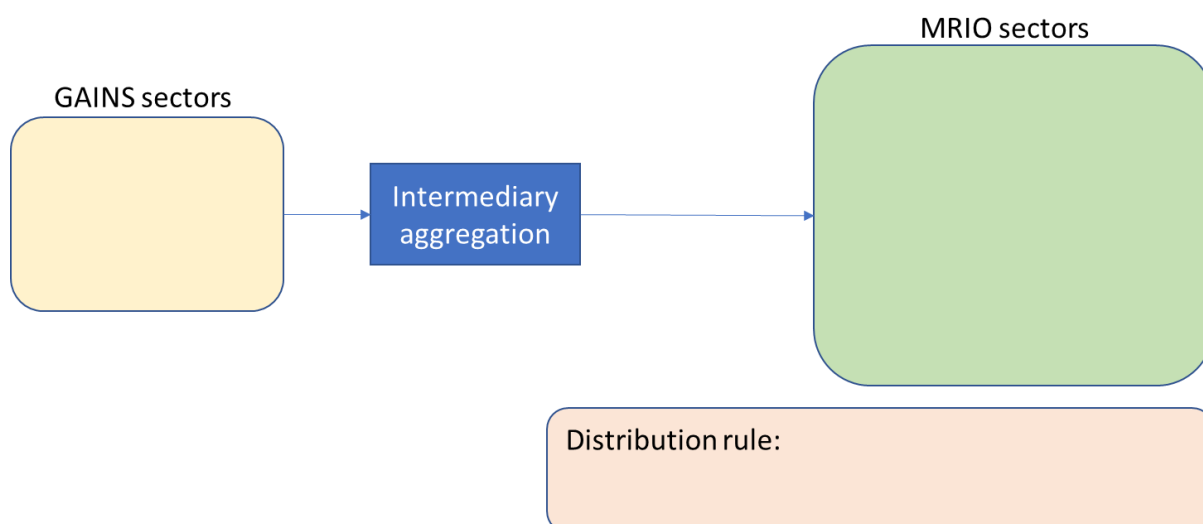 MRIO sectors
GAINS sectors
Intermediary
aggregation
Distribution rule: